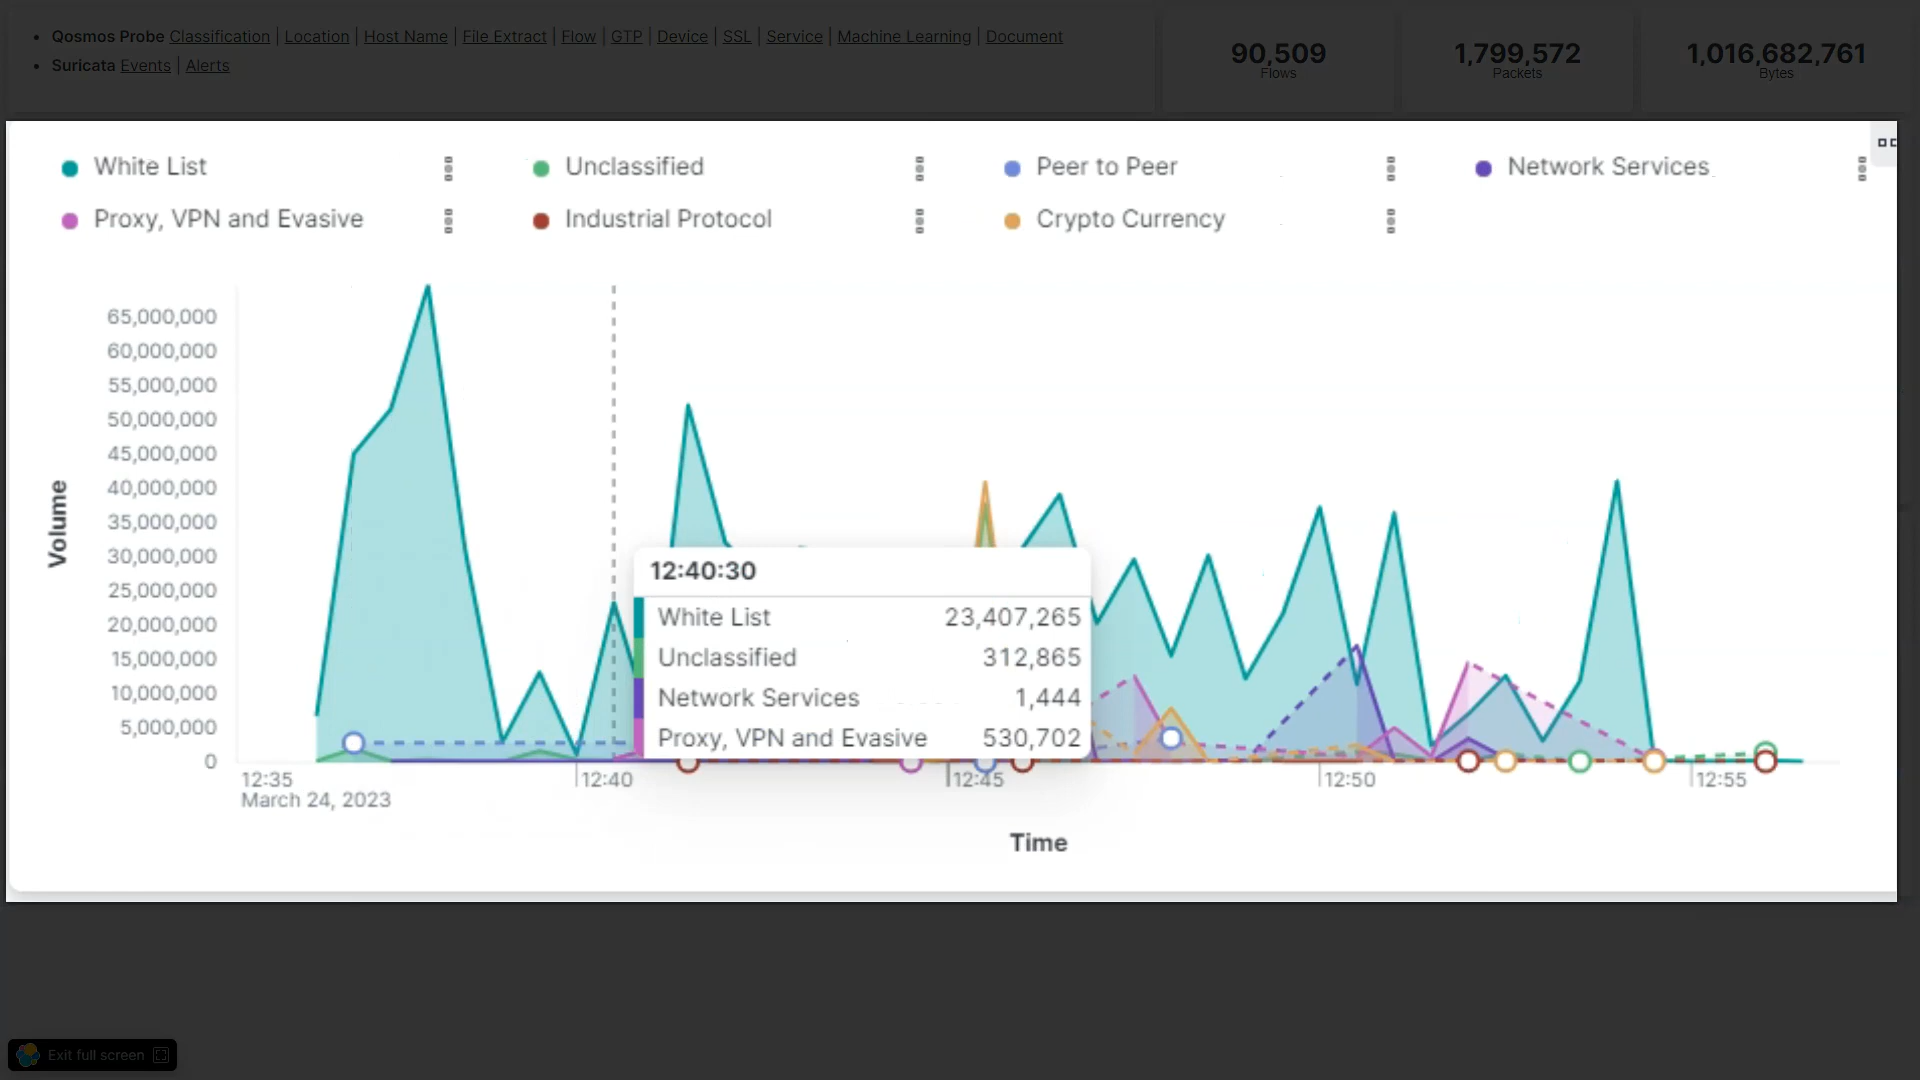 Qosmos Probe Classification | Location | Host Name | File Extract | Flow | GTP | Device | SSL | Service | Machine Learning | Document
Suricata Events | Alerts
90,509
Flows
1,799,572
Packets
1,016,682,761
Bytes
White List
Unclassified
Peer to Peer
Network Services
Proxy, VPN and Evasive
Industrial Protocol
Crypto Currency
Volume
65,000,000
60,000,000
55,000,000
50,000,000
45,000,000
40,000,000
35,000,000
30,000,000
25,000,000
20,000,000
15,000,000
10,000,000
5,000,000
0
12:40:30
White List 23,407,265
Unclassified 312,865
Network Services 1,444
Proxy, VPN and Evasive 530,702
12:35
March 24, 2023
12:40
12:45
12:50
12:55
Time
Exit full screen